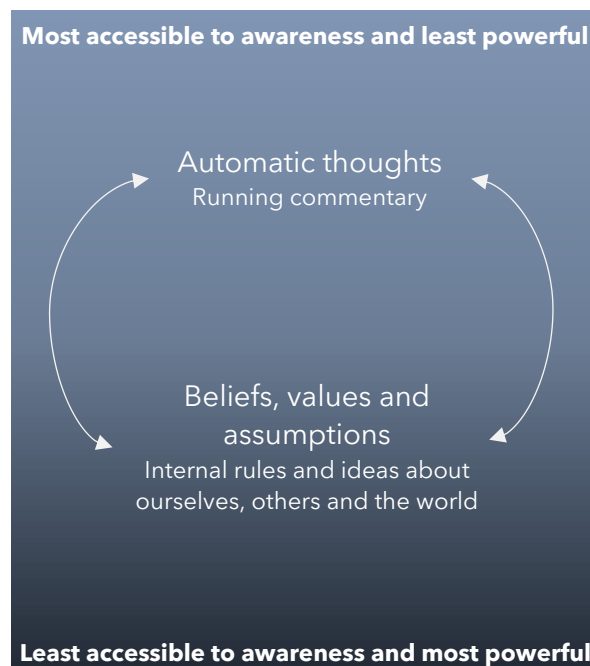 Most accessible to awareness and least powerful
Automatic thoughts
Running commentary
Beliefs, values and
assumptions
Internal rules and ideas about
ourselves, others and the world
Least accessible to awareness and most powerful